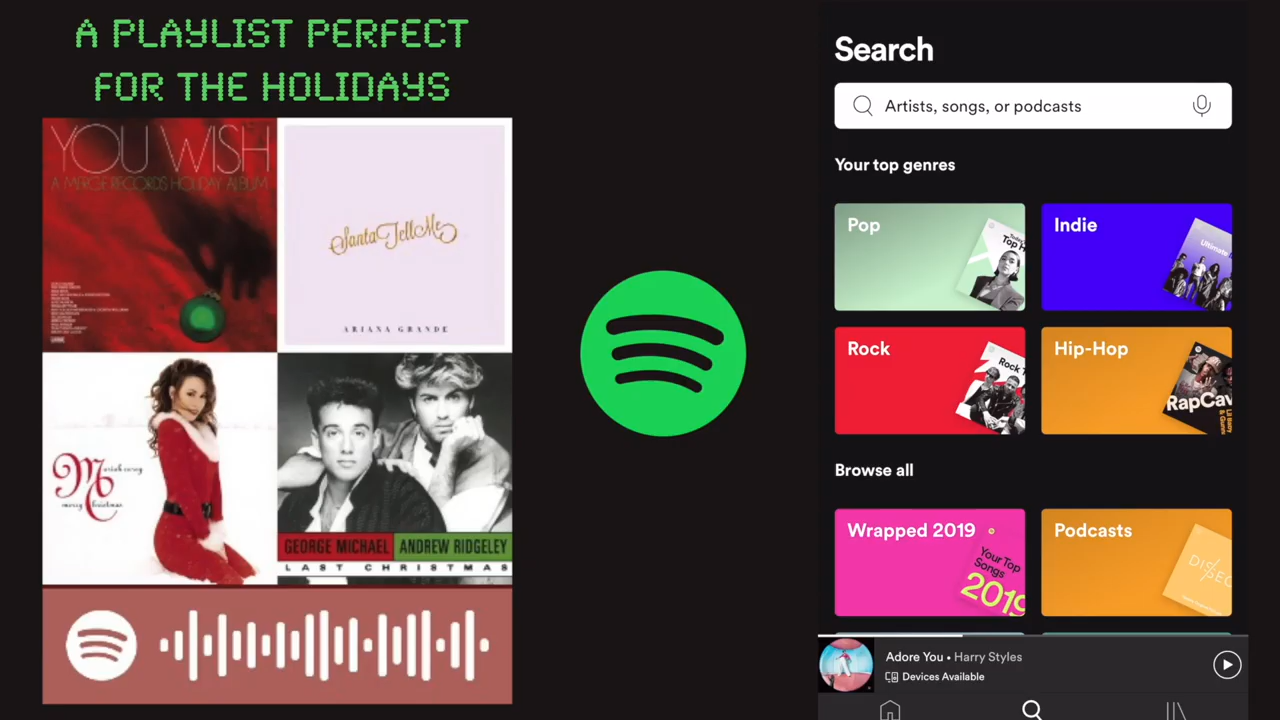 A PLAYLIST PERFECT
FOR THE HOLIDAYS
YOU WISH
A MERGE RECORDS HOLIDAY ALBUM
Santa Tell Me
ARIANA GRANDE
Mariah Carey
merry Christmas
GEORGE MICHAEL ANDREW RIDGELEY
LAST CHRISTMAS
Search
Artists, songs, or podcasts
Your top genres
Pop
Indie
Rock
Hip-Hop
RapCav
Browse all
Wrapped 2019
Your Top
Songs
2019
Podcasts
Adore You • Harry Styles
Devices Available